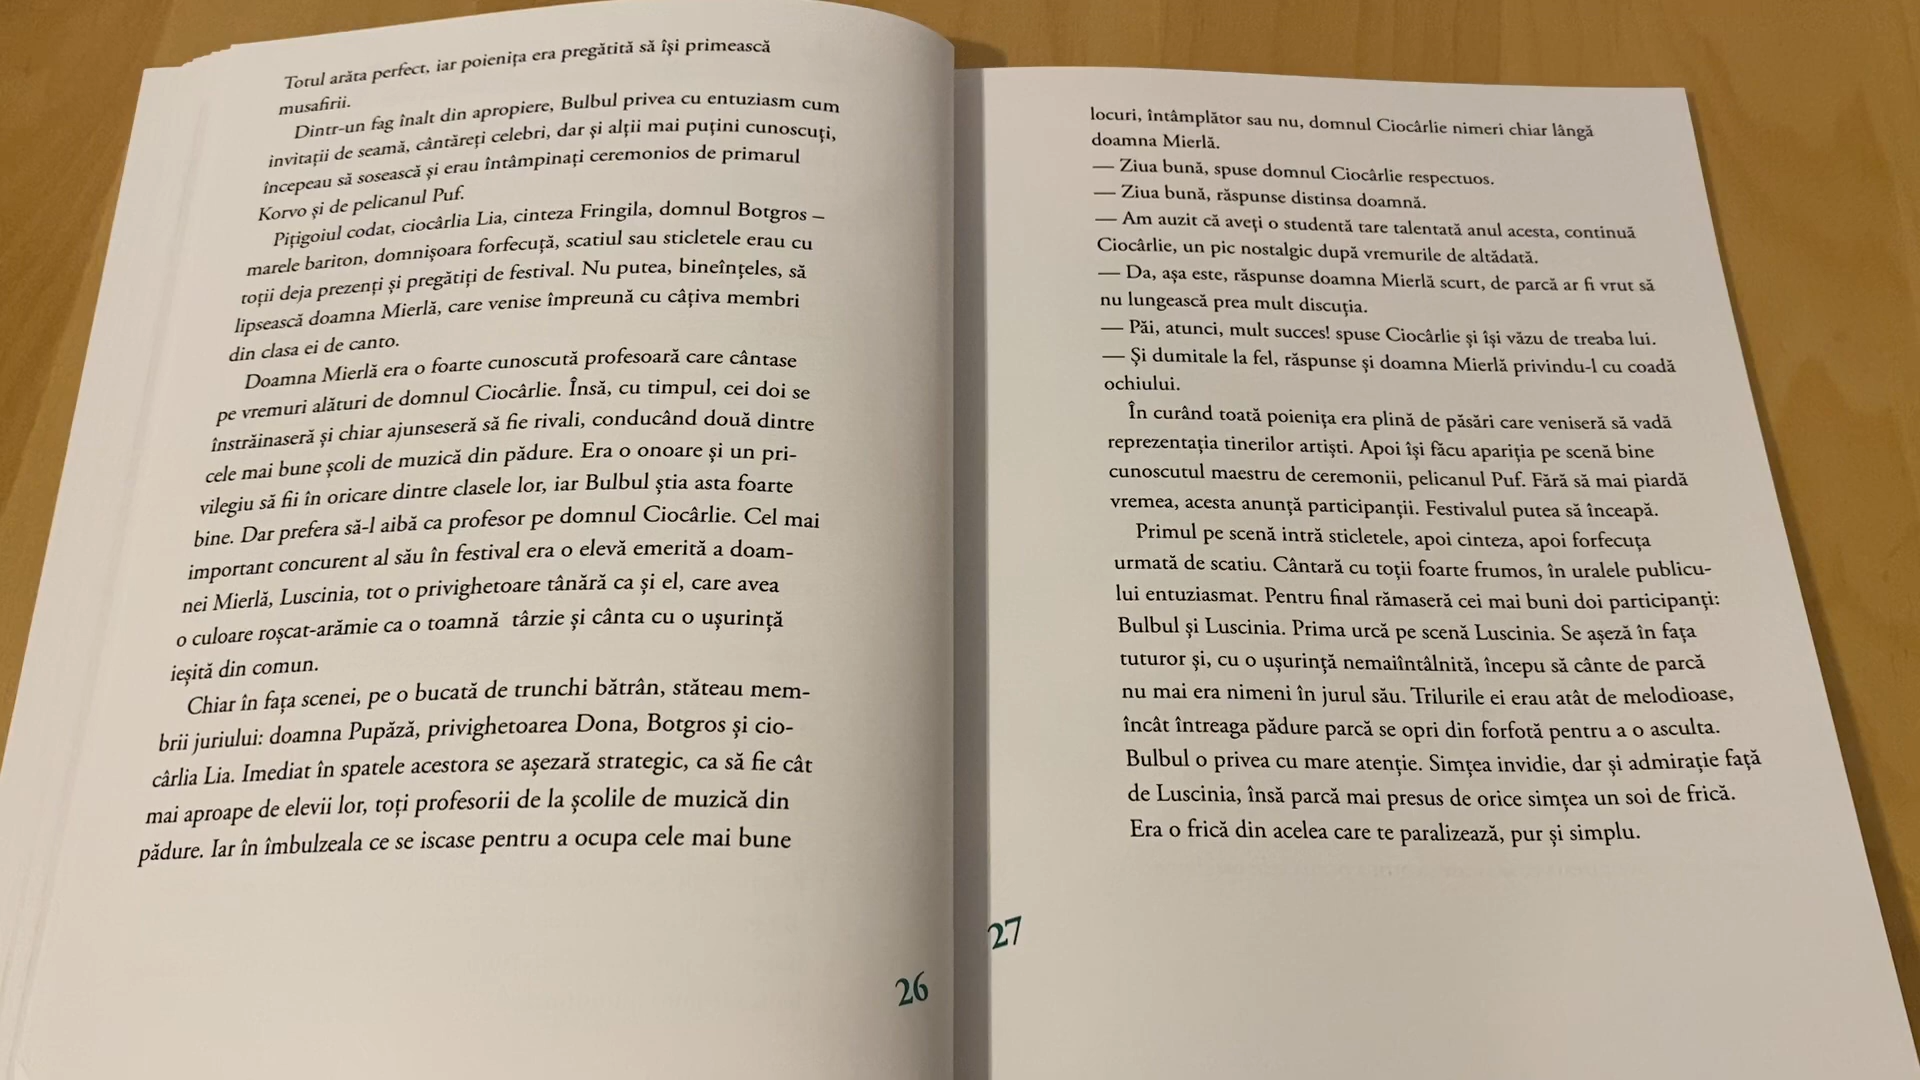 Totul arăta perfect, iar poienița era pregătită să își primească
musafirii.
Dintr-un fag înalt din apropiere, Bulbul privea cu entuziasm cum
invitații de seamă, cântăreți celebri, dar și alții mai puțini cunoscuți,
începeau să sosească și erau întâmpinați ceremonios de primarul
Korvo și de pelicanul Puf.
Pițigoiul codat, ciocârlia Lia, cinteza Fringila, domnul Botgros –
marele bariton, domnișoara forfecuță, scatiul sau sticletele erau cu
toții deja prezenți și pregătiți de festival. Nu putea, bineînțeles, să
lipsească doamna Mierlă, care venise împreună cu câțiva membri
din clasa ei de canto.
Doamna Mierlă era o foarte cunoscută profesoară care cântase
pe vremuri alături de domnul Ciocârlie. Însă, cu timpul, cei doi se
înstrăinaseră și chiar ajunseseră să fie rivali, conducând două dintre
cele mai bune școli de muzică din pădure. Era o onoare și un pri-
vilegiu să fii în oricare dintre clasele lor, iar Bulbul știa asta foarte
bine. Dar prefera să-l aibă ca profesor pe domnul Ciocârlie. Cel mai
important concurent al său în festival era o elevă emerită a doam-
nei Mierlă, Luscinia, tot o privighetoare tânără ca și el, care avea
o culoare roșcat-arămie ca o toamnă târzie și cânta cu o ușurință
ieșită din comun.
Chiar în fața scenei, pe o bucată de trunchi bătrân, stăteau mem-
brii juriului: doamna Pupăză, privighetoarea Dona, Botgros și cio-
cârlia Lia. Imediat în spatele acestora se așezară strategic, ca să fie cât
mai aproape de elevii lor, toți profesorii de la școlile de muzică din
pădure. Iar în îmbulzeala ce se iscase pentru a ocupa cele mai bune
26
locuri, întâmplător sau nu, domnul Ciocârlie nimeri chiar lângă
doamna Mierlă.
— Ziua bună, spuse domnul Ciocârlie respectuos.
— Ziua bună, răspunse distinsa doamnă.
— Am auzit că aveți o studentă tare talentată anul acesta, continuă
Ciocârlie, un pic nostalgic după vremurile de altădată.
— Da, așa este, răspunse doamna Mierlă scurt, de parcă ar fi vrut să
nu lungească prea mult discuția.
— Păi, atunci, mult succes! spuse Ciocârlie și își văzu de treaba lui.
— Și dumitale la fel, răspunse și doamna Mierlă privindu-l cu coadă
ochiului.
În curând toată poienița era plină de păsări care veniseră să vadă
reprezentația tinerilor artiști. Apoi își făcu apariția pe scenă bine
cunoscutul maestru de ceremonii, pelicanul Puf. Fără să mai piardă
vremea, acesta anunță participanții. Festivalul putea să înceapă.
Primul pe scenă intră sticletele, apoi cinteza, apoi forfecuța
urmată de scatiu. Cântară cu toții foarte frumos, în uralele publicu-
lui entuziasmat. Pentru final rămaseră cei mai buni doi participanți:
Bulbul și Luscinia. Prima urcă pe scenă Luscinia. Se așeză în fața
tuturor și, cu o ușurință nemaiîntâlnită, începu să cânte de parcă
nu mai era nimeni în jurul său. Trilurile ei erau atât de melodioase,
încât întreaga pădure parcă se opri din forfotă pentru a o asculta.
Bulbul o privea cu mare atenție. Simțea invidie, dar și admirație față
de Luscinia, însă parcă mai presus de orice simțea un soi de frică.
Era o frică din acelea care te paralizează, pur și simplu.
27